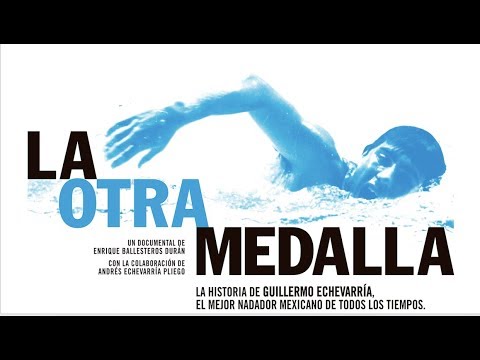 LA
OTRA
MEDALLA
UN DOCUMENTAL DE
ENRIQUE BALLESTEROS DURÁN
CON LA COLABORACIÓN DE
ANDRÉS ECHEVARRÍA PLIEGO
LA HISTORIA DE GUILLERMO ECHEVARRÍA,
EL MEJOR NADADOR MEXICANO DE TODOS LOS TIEMPOS.